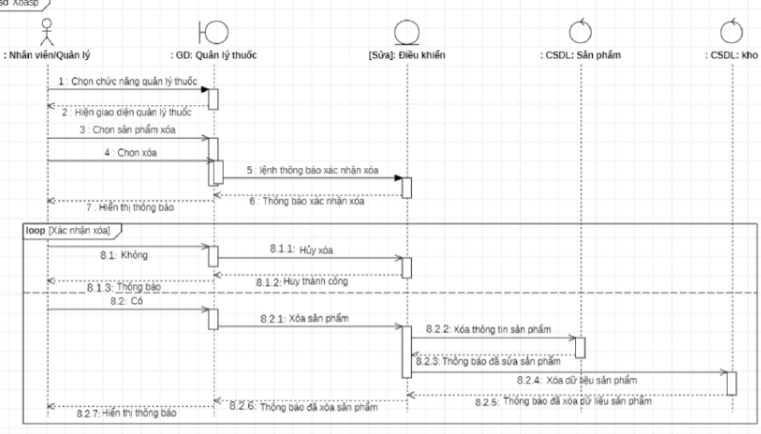 sd Xoasp
: Nhân viên/Quản lý
: GD: Quản lý thuốc
[Sửa]: Điều khiển
: CSDL: Sản phẩm
: CSDL: kho
1 : Chọn chức năng quản lý thuốc
2 : Hiện giao diện quản lý thuốc
3 : Chọn sản phẩm xóa
4 : Chọn xóa
5 : lệnh thông báo xác nhận xóa
6 : Thông báo xác nhận xóa
7 : Hiển thị thông báo
loop [Xác nhận xóa]
8.1: Không
8.1.1: Hủy xóa
8.1.2: Huy thành công
8.1.3: Thông báo
8.2: Có
8.2.1: Xóa sản phẩm
8.2.2: Xóa thông tin sản phẩm
8.2.3: Thông báo đã sửa sản phẩm
8.2.4: Xóa dữ liệu sản phẩm
8.2.5: Thông báo đã xóa dữ liệu sản phẩm
8.2.6: Thông báo đã xóa sản phẩm
8.2.7: Hiển thị thông báo